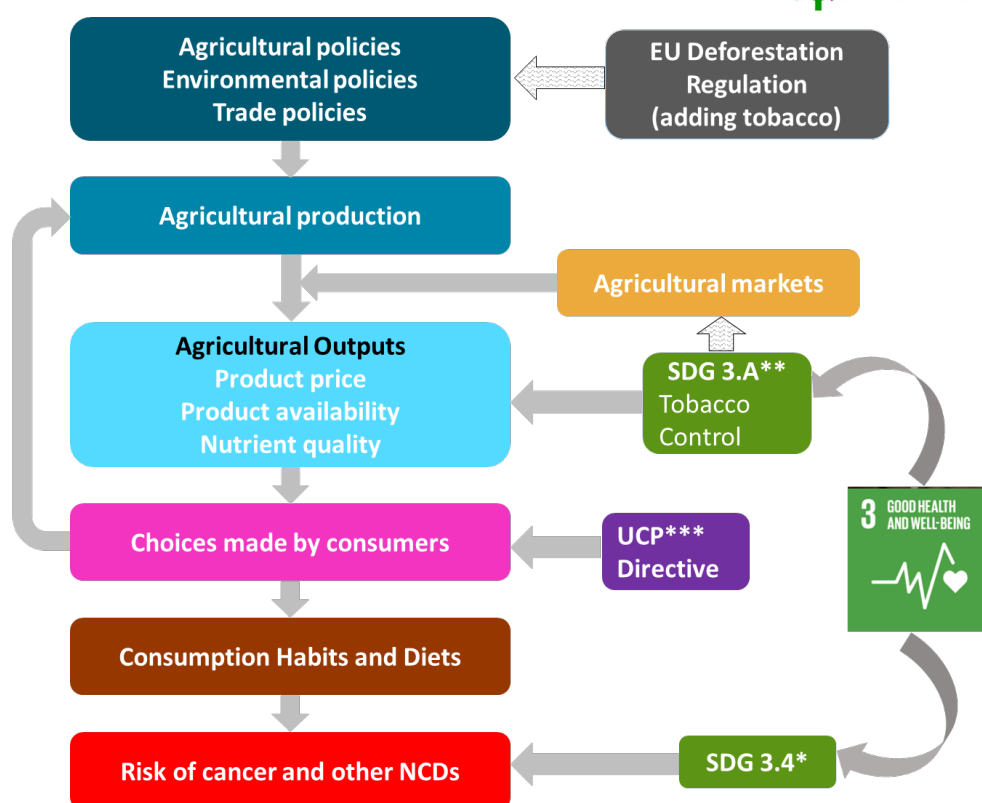 Agricultural policies
Environmental policies
Trade policies
EU Deforestation
Regulation
(adding tobacco)
Agricultural production
Agricultural markets
Agricultural Outputs
Product price
Product availability
Nutrient quality
SDG 3.A**
Tobacco
Control
Choices made by consumers
UCP***
Directive
3 GOOD HEALTH
AND WELL-BEING
Consumption Habits and Diets
Risk of cancer and other NCDs
SDG 3.4*